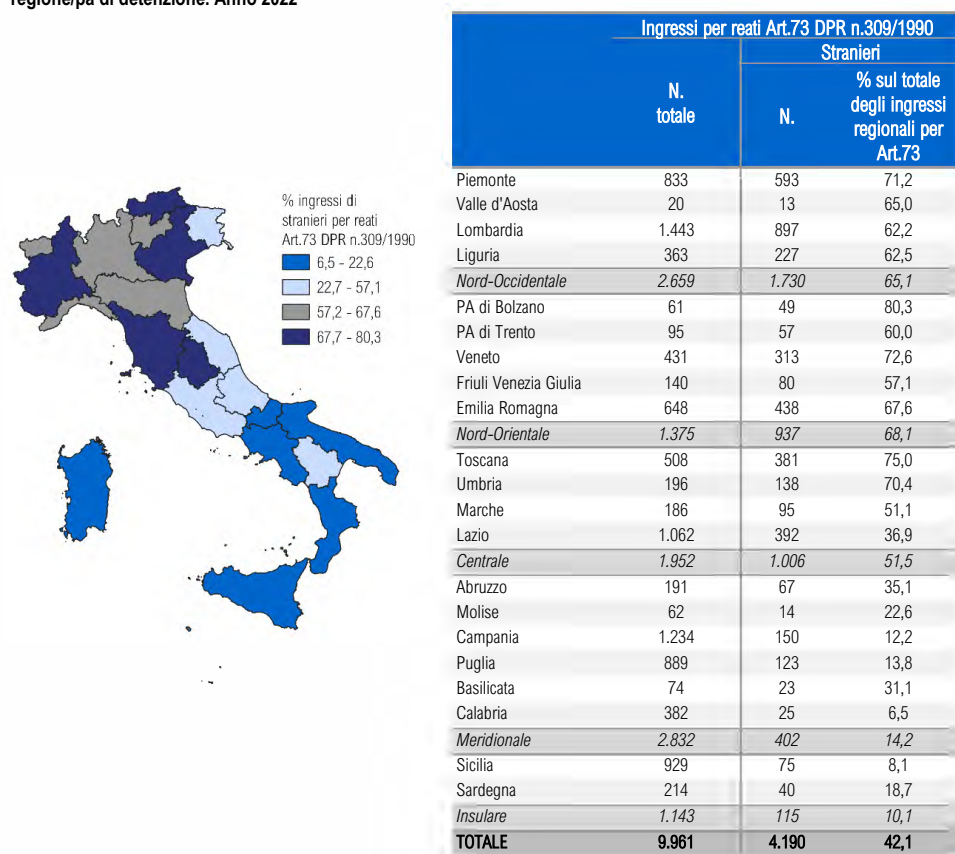 regione/pa di detenzione. Anno 2022
% ingressi di
stranieri per reati
Art.73 DPR n.309/1990
6,5 - 22,6
22,7 - 57,1
57,2 - 67,6
67,7 - 80,3
Ingressi per reati Art.73 DPR n.309/1990
Stranieri
N.
totale
N.
% sul totale
degli ingressi
regionali per
Art.73
Piemonte 833 593 71,2
Valle d'Aosta 20 13 65,0
Lombardia 1.443 897 62,2
Liguria 363 227 62,5
Nord-Occidentale 2.659 1.730 65,1
PA di Bolzano 61 49 80,3
PA di Trento 95 57 60,0
Veneto 431 313 72,6
Friuli Venezia Giulia 140 80 57,1
Emilia Romagna 648 438 67,6
Nord-Orientale 1.375 937 68,1
Toscana 508 381 75,0
Umbria 196 138 70,4
Marche 186 95 51,1
Lazio 1.062 392 36,9
Centrale 1.952 1.006 51,5
Abruzzo 191 67 35,1
Molise 62 14 22,6
Campania 1.234 150 12,2
Puglia 889 123 13,8
Basilicata 74 23 31,1
Calabria 382 25 6,5
Meridionale 2.832 402 14,2
Sicilia 929 75 8,1
Sardegna 214 40 18,7
Insulare 1.143 115 10,1
TOTALE 9.961 4.190 42,1